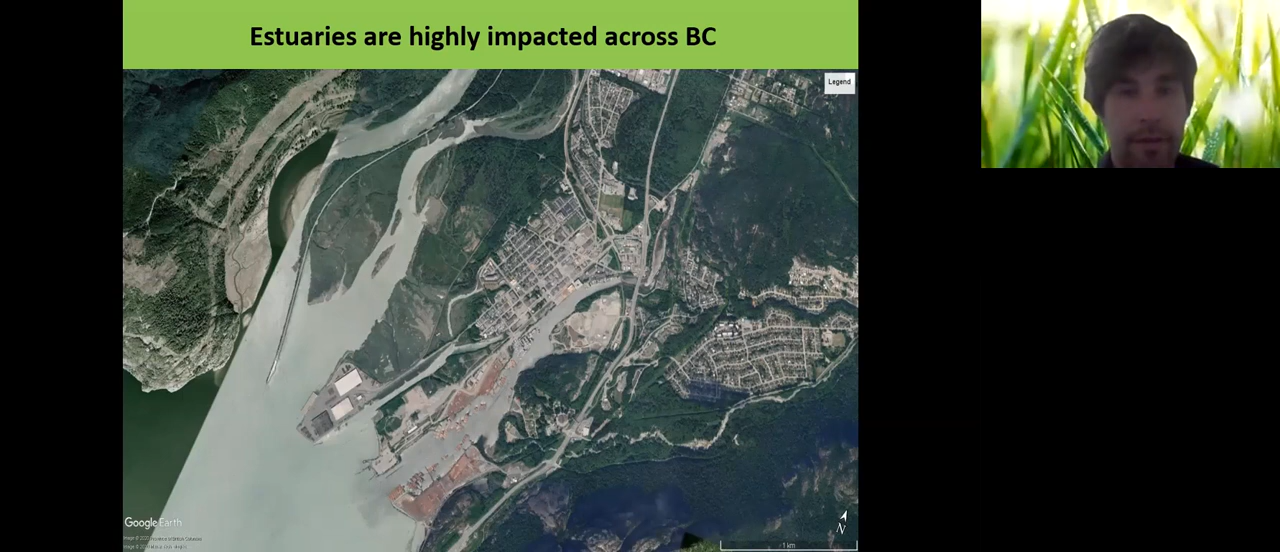 Estuaries are highly impacted across BC
Legend
Google Earth
N
1 km